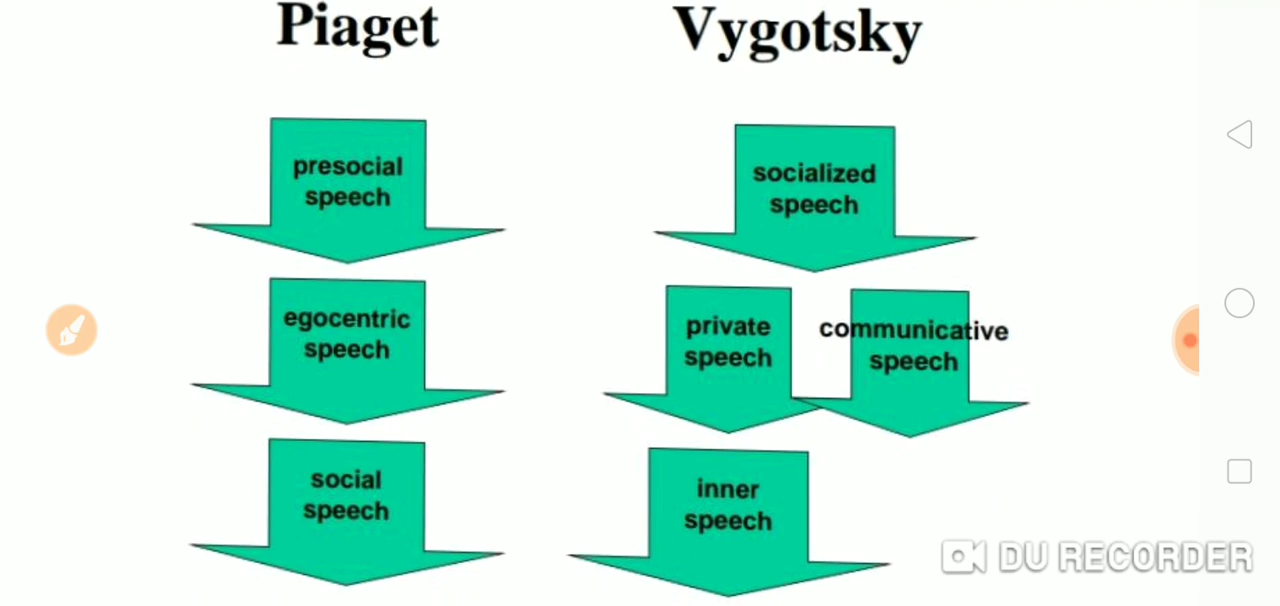 Piaget
Vygotsky
presocial
speech
socialized
speech
egocentric
speech
private
speech
communicative
speech
social
speech
inner
speech
DU RECORDER